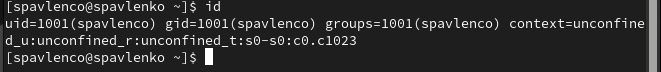 [spavlenco@spavlenko ~]$ id
uid=1001(spavlenco) gid=1001(spavlenco) groups=1001(spavlenco) context=unconfine
d_u:unconfined_r:unconfined_t:s0-s0:c0.c1023
[spavlenco@spavlenko ~]$